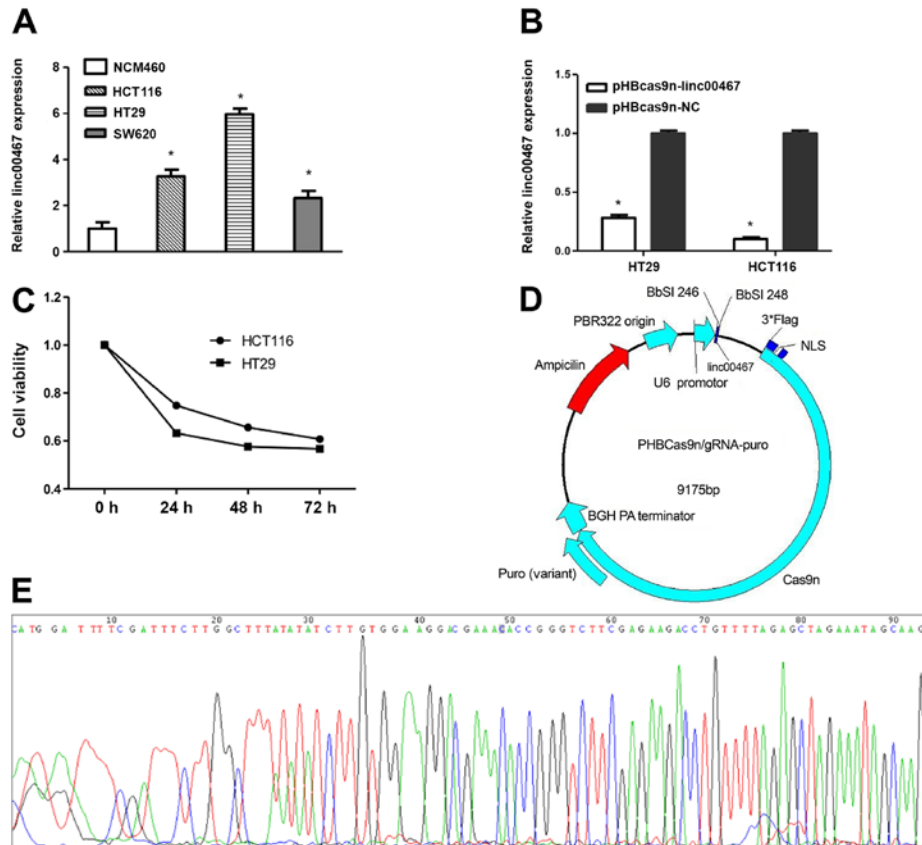 A
Relative linc00467 expression
8
6
4
2
0
NCM460
HCT116
HT29
SW620
*
*
*
B
Relative linc00467 expression
1.5
1.0
0.5
0.0
pHBcas9n-linc00467
pHBcas9n-NC
*
*
HT29
HCT116
C
Cell viability
1.2
1.0
0.8
0.6
0.4
HCT116
HT29
0 h
24 h
48 h
72 h
D
BbSI 246
BbSI 248
PBR322 origin
3*Flag
NLS
linc00467
Ampicilin
U6 promotor
PHBCas9n/gRNA-puro
9175bp
BGH PA terminator
Puro (variant)
Cas9n
E
10 20 30 40 50 60 70 80 90
CATGGATTTTCGATTTCTTGGCTTTATATATCTTGTGGAAGGACGAAACACCGGGTCTTCGAGAAGACCTGTTTTAGAGCTAGAAATAGCAAG